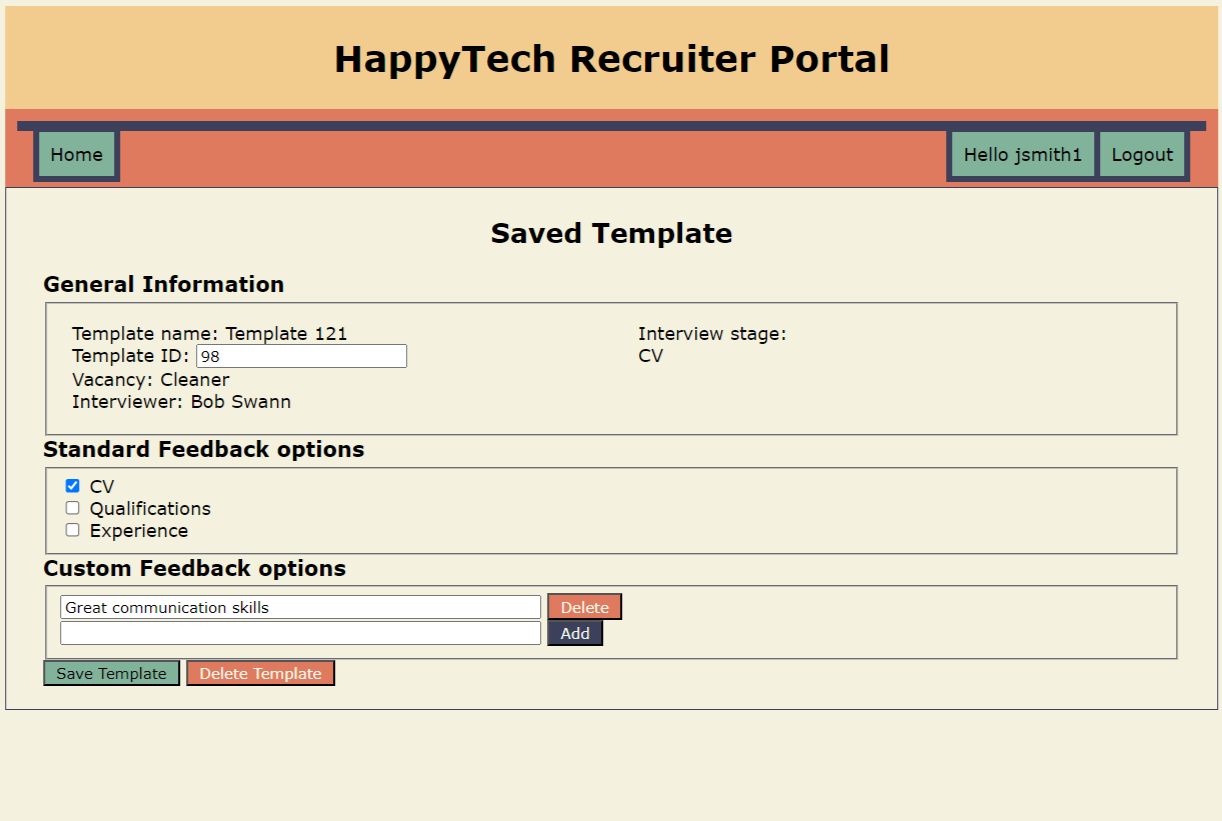 HappyTech Recruiter Portal
Home
Hello jsmith1
Logout
Saved Template
General Information
Template name: Template 121
Template ID: 98
Vacancy: Cleaner
Interviewer: Bob Swann
Interview stage:
CV
Standard Feedback options
CV
Qualifications
Experience
Custom Feedback options
Great communication skills
Delete
Add
Save Template
Delete Template